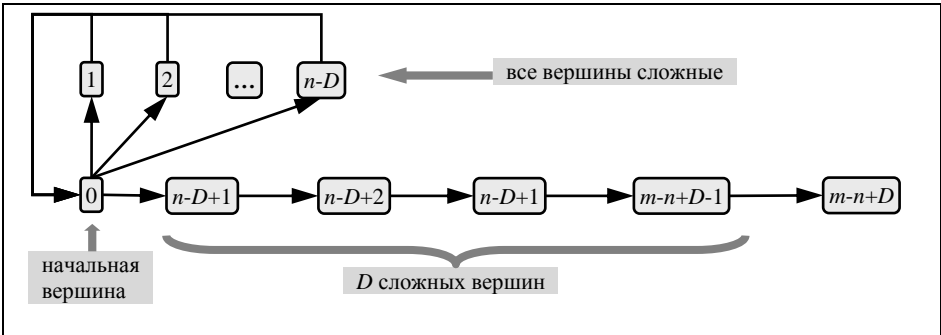 1 2 ... n-D
все вершины сложные
0 n-D+1 n-D+2 n-D+1 m-n+D-1 m-n+D
начальная
вершина
D сложных вершин